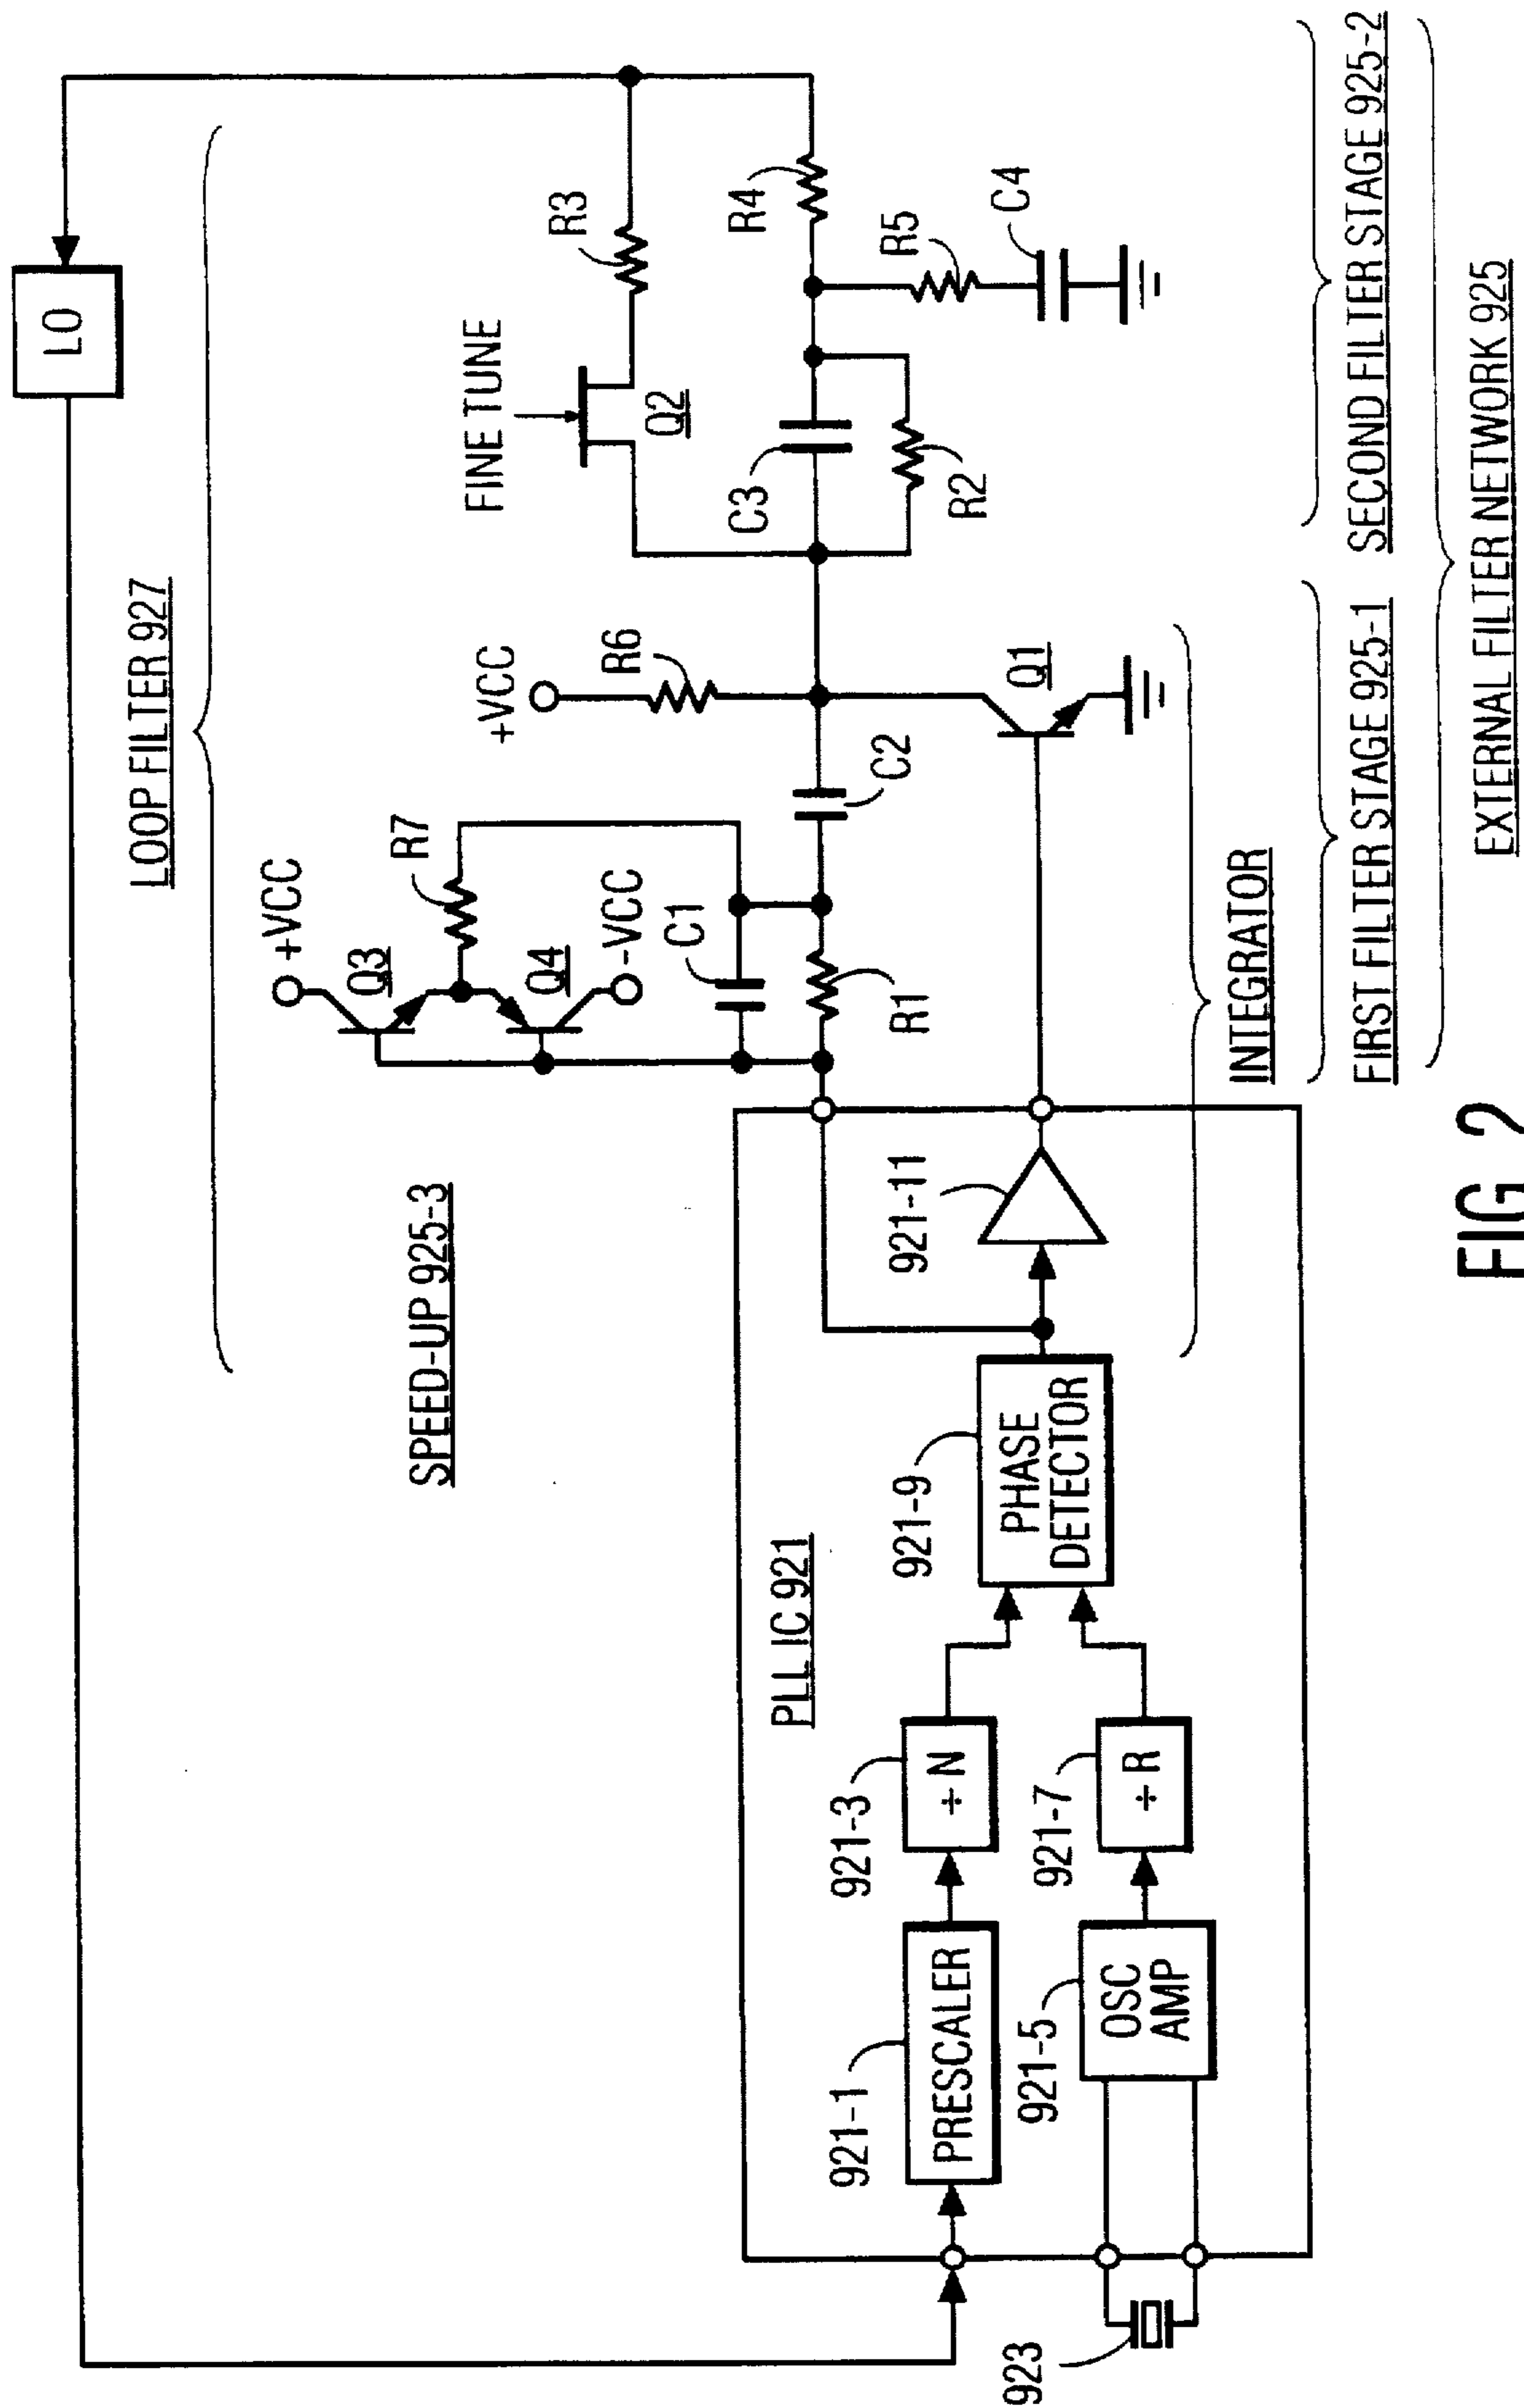 LOOP FILTER 927
LO
SPEED-UP 925-3
+VCC
Q3
R7
Q4
-VCC
C1
R1
+VCC
R6
C2
Q1
FINE TUNE
Q2
R3
C3
R2
R4
R5
C4
PLL IC 921
921-1
PRESCALER
921-3
÷ N
921-5
OSC
AMP
921-7
÷ R
921-9
PHASE
DETECTOR
921-11
923
INTEGRATOR
FIRST FILTER STAGE 925-1
SECOND FILTER STAGE 925-2
EXTERNAL FILTER NETWORK 925
FIG. 2